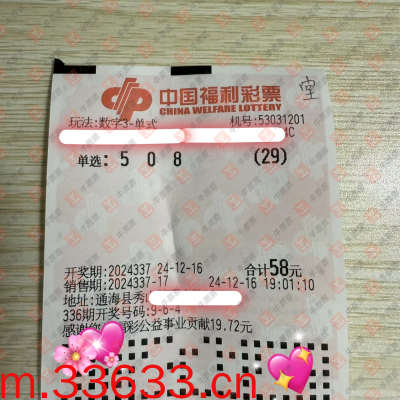 中国福利彩票
CHINA WELFARE LOTTERY
玩法:数字3-单式 机号:53031201
1C
单选: 5 0 8 (29)
开奖期:2024337 24-12-16 合计58元
销售期:2024337-17 24-12-16 19:01:10
地址:通海县秀
336期开奖号码:9-6-4
感谢您 彩公益事业贡献19.72元
m.33633.cn